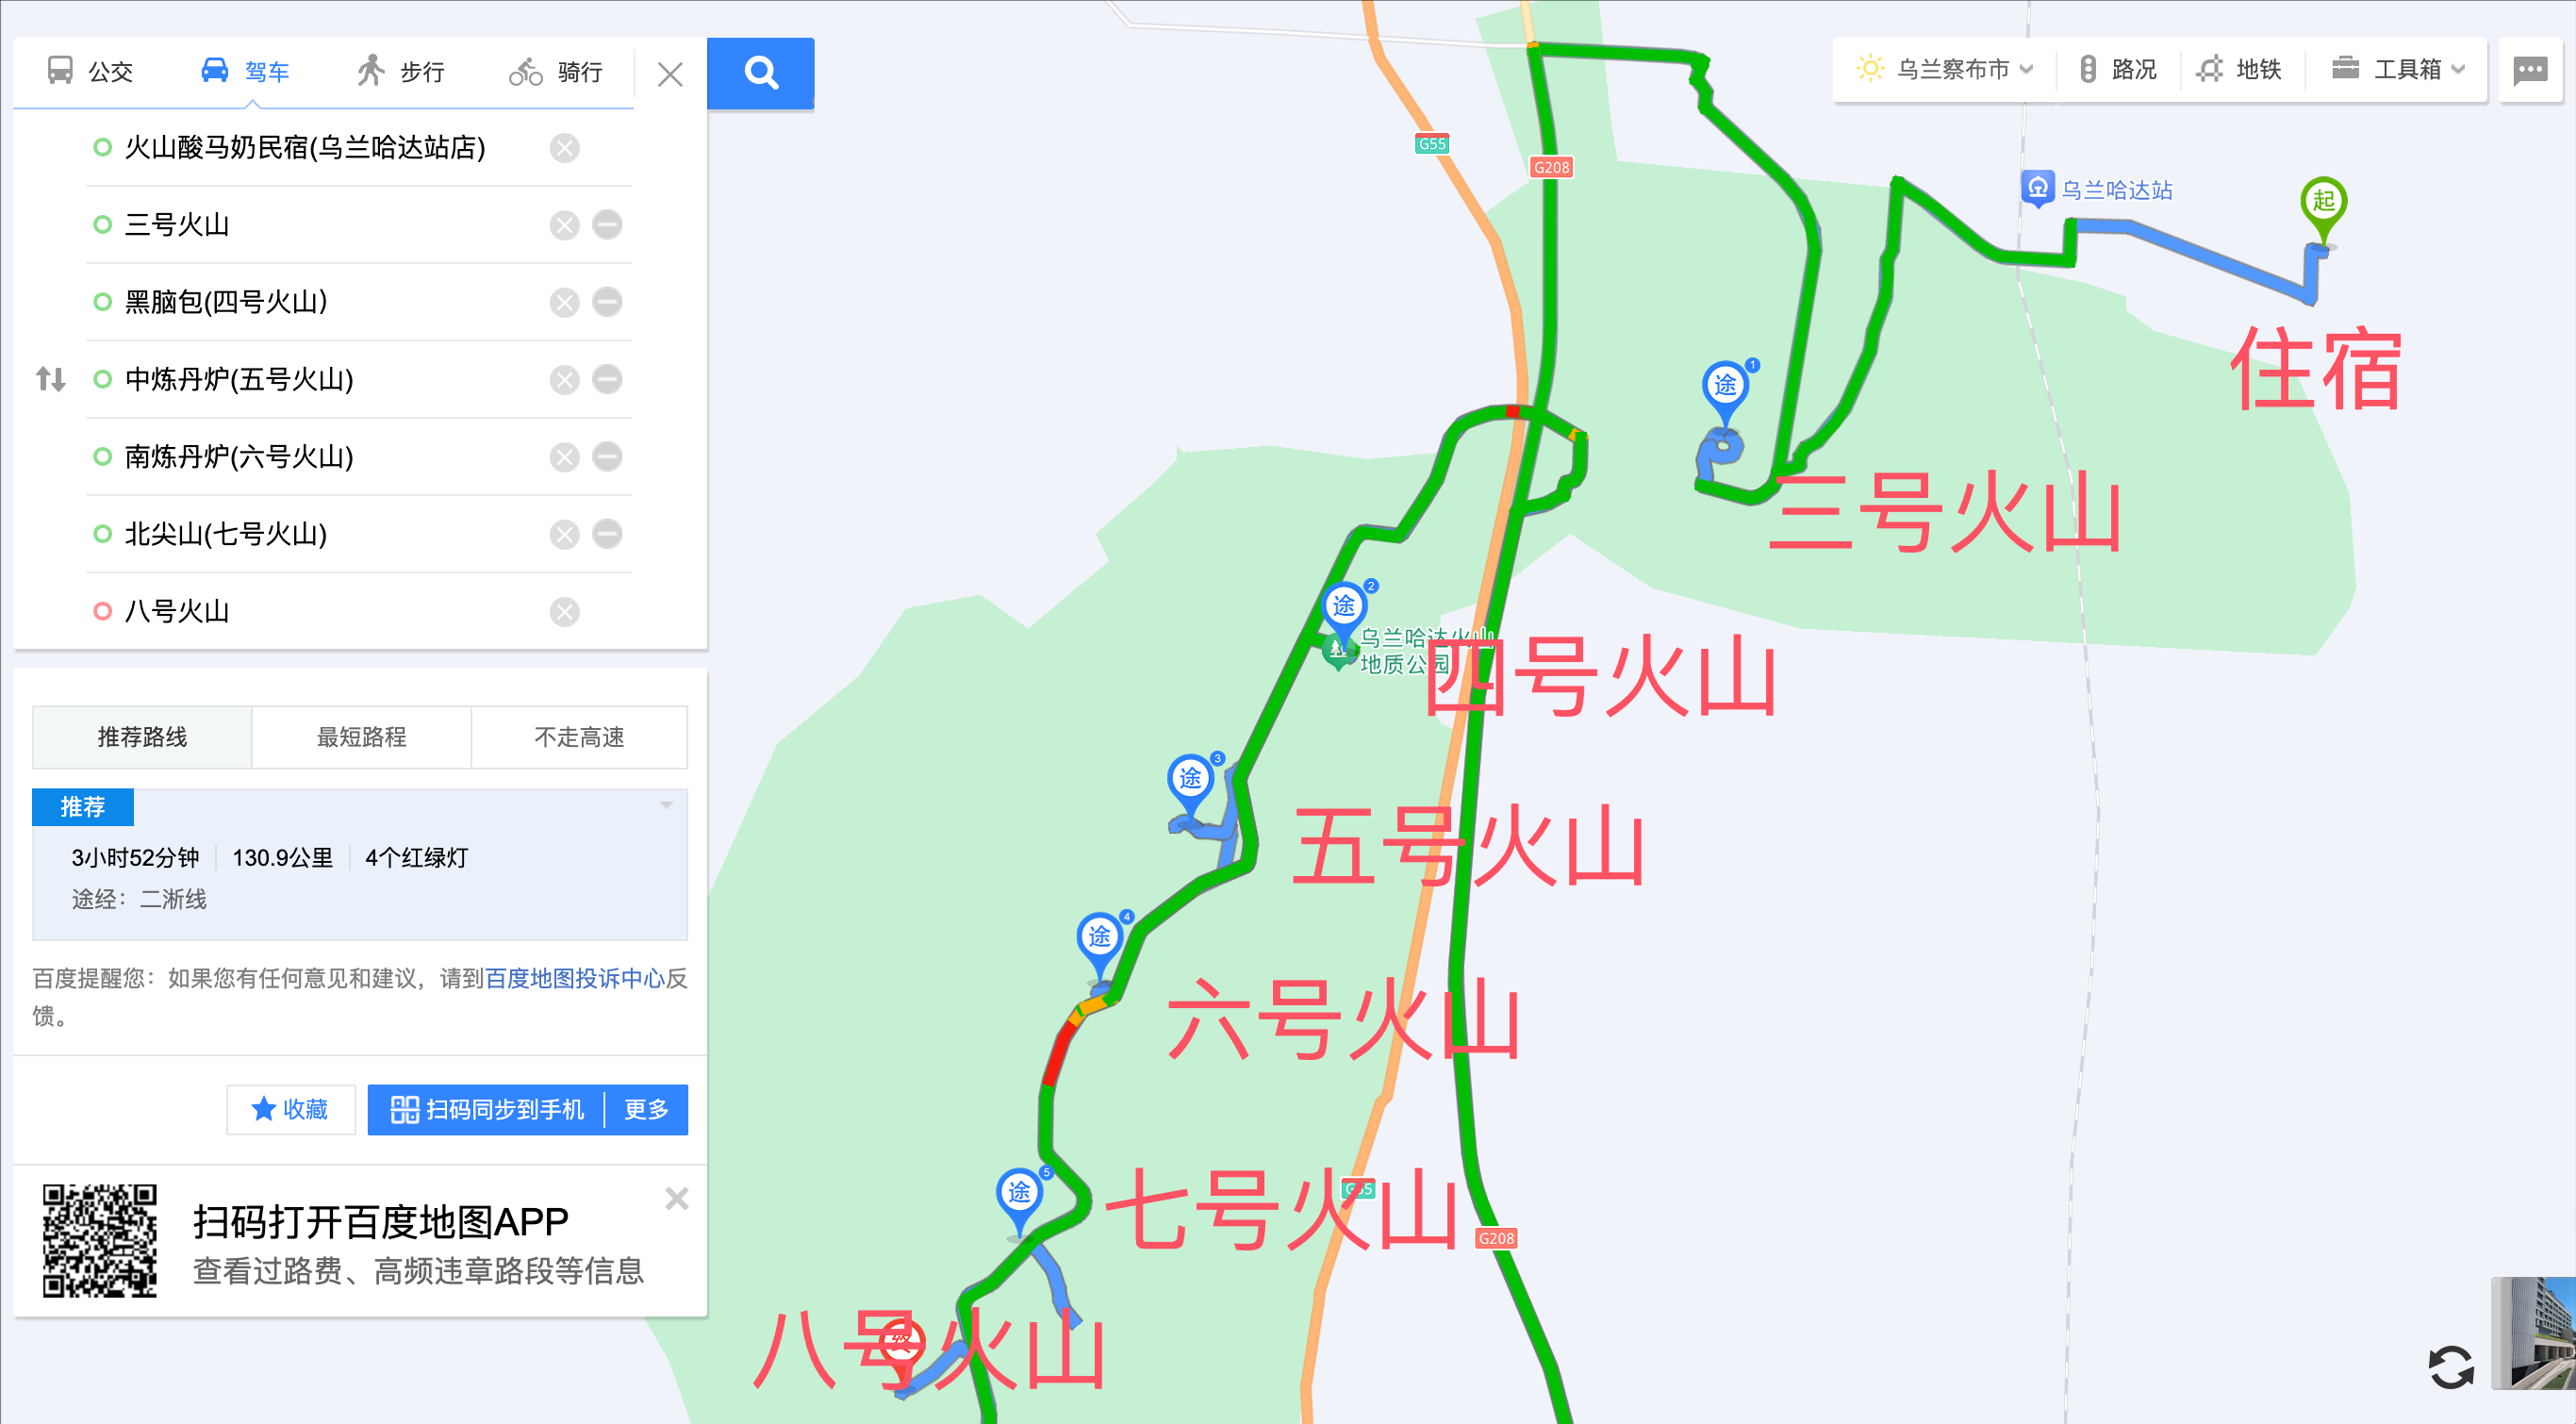 公交
驾车
步行
骑行
火山酸马奶民宿(乌兰哈达站店)
三号火山
黑脑包(四号火山)
中炼丹炉(五号火山)
南炼丹炉(六号火山)
北尖山(七号火山)
八号火山
推荐路线
最短路程
不走高速
推荐
3小时52分钟
130.9公里
4个红绿灯
途经：二淅线
百度提醒您：如果您有任何意见和建议，请到百度地图投诉中心反
馈。
收藏
扫码同步到手机
更多
扫码打开百度地图APP
查看过路费、高频违章路段等信息
乌兰察布市
路况
地铁
工具箱
G55
G208
乌兰哈达站
起
住宿
途
1
三号火山
途
2
乌兰哈达火山
地质公园
四号火山
途
3
五号火山
途
4
六号火山
途
5
七号火山
G55
G208
终
八号火山